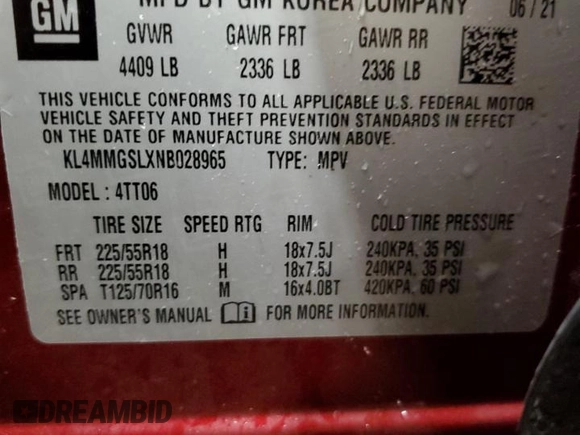 GM
MFD BY GM KOREA COMPANY 06/21
GVWR GAWR FRT GAWR RR
4409 LB 2336 LB 2336 LB
THIS VEHICLE CONFORMS TO ALL APPLICABLE U.S. FEDERAL MOTOR
VEHICLE SAFETY AND THEFT PREVENTION STANDARDS IN EFFECT
ON THE DATE OF MANUFACTURE SHOWN ABOVE.
KL4MMGSLXNB028965 TYPE: MPV
MODEL: 4TT06
TIRE SIZE SPEED RTG RIM COLD TIRE PRESSURE
FRT 225/55R18 H 18x7.5J 240KPA, 35 PSI
RR 225/55R18 H 18x7.5J 240KPA, 35 PSI
SPA T125/70R16 M 16x4.0BT 420KPA, 60 PSI
SEE OWNER'S MANUAL FOR MORE INFORMATION.
DREAMBID